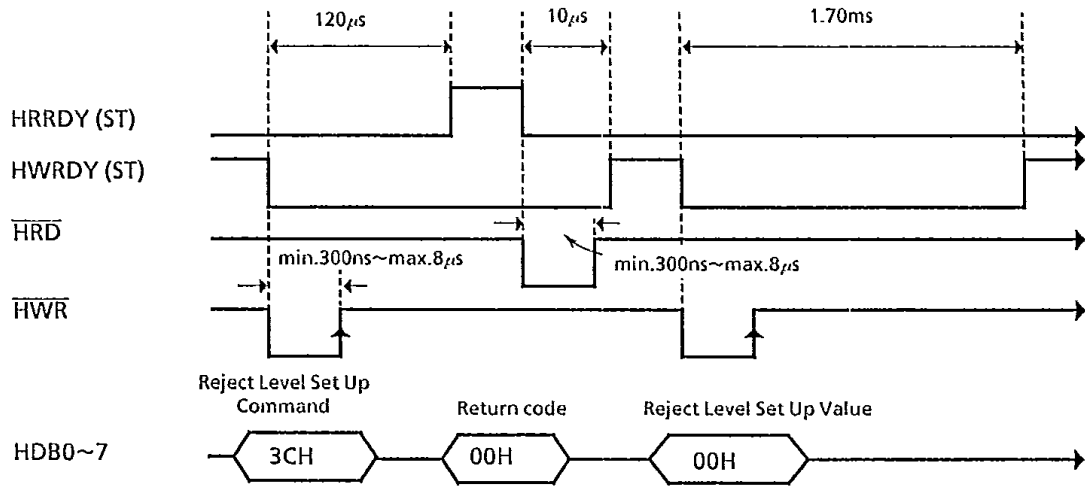 120μs
10μs
1.70ms
HRRDY (ST)
HWRDY (ST)
HRD
min.300ns~max.8μs
min.300ns~max.8μs
HWR
Reject Level Set Up
Command
Return code
Reject Level Set Up Value
HDB0~7
3CH
00H
00H